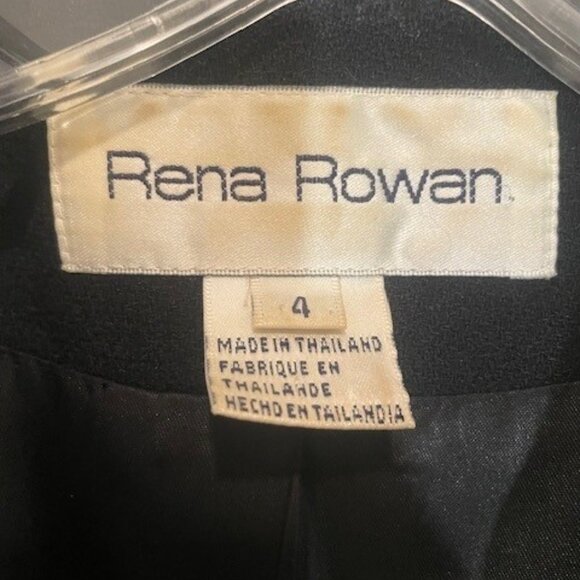 Rena Rowan
4
MADE IN THAILAND
FABRIQUE EN
THAILANDE
HECHO EN TAILANDIA